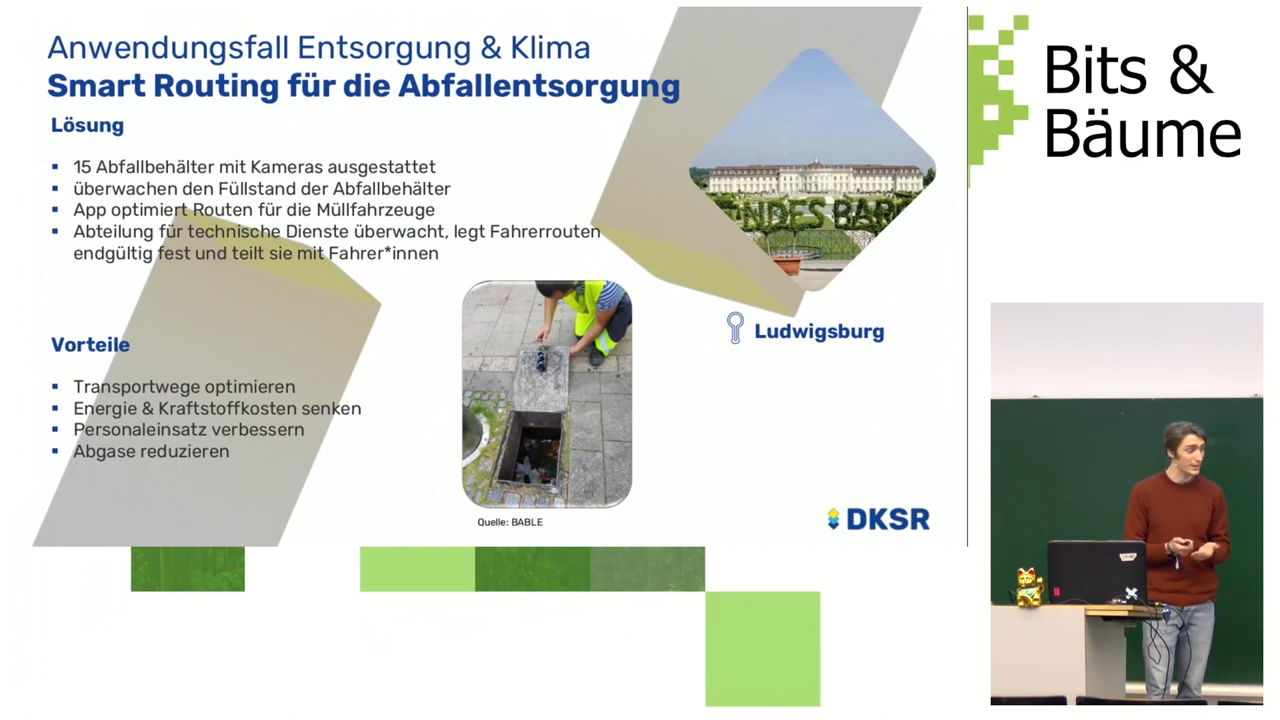 Anwendungsfall Entsorgung & Klima
Smart Routing für die Abfallentsorgung
Lösung
▪ 15 Abfallbehälter mit Kameras ausgestattet
▪ überwachen den Füllstand der Abfallbehälter
▪ App optimiert Routen für die Müllfahrzeuge
▪ Abteilung für technische Dienste überwacht, legt Fahrerrouten
endgültig fest und teilt sie mit Fahrer*innen
Vorteile
▪ Transportwege optimieren
▪ Energie & Kraftstoffkosten senken
▪ Personaleinsatz verbessern
▪ Abgase reduzieren
Quelle: BABLE
Ludwigsburg
DKSR
Bits &
Bäume